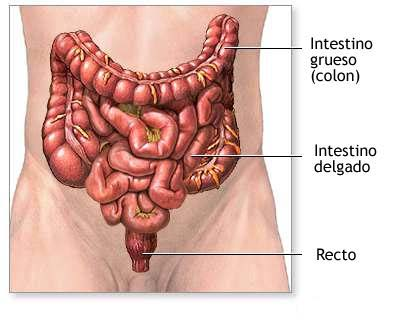 Intestino
grueso
(colon)
Intestino
delgado
Recto